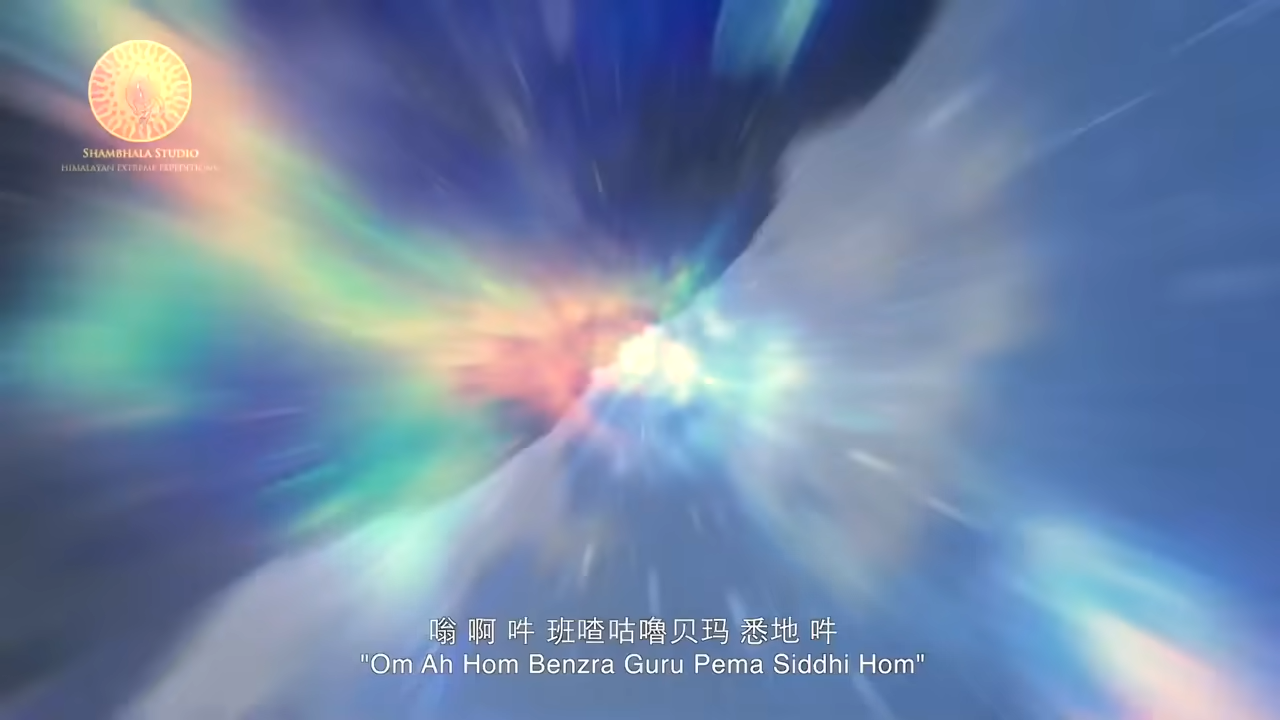 SHAMBHALA STUDIO
HIMALAYAN EXTREME EXPEDITIONS
嗡 啊 吽 班喳咕噜贝玛 悉地 吽
"Om Ah Hom Benzra Guru Pema Siddhi Hom"